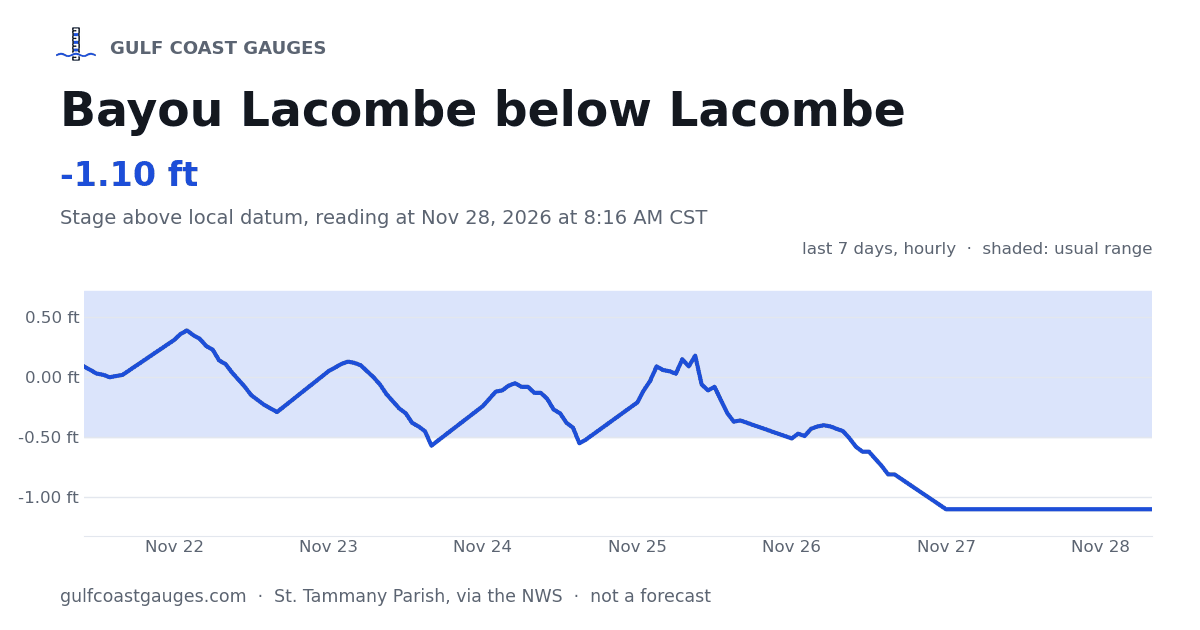 GULF COAST GAUGES
Bayou Lacombe below Lacombe
-1.10 ft
Stage above local datum, reading at Nov 28, 2026 at 8:16 AM CST
last 7 days, hourly · shaded: usual range
0.50 ft
0.00 ft
-0.50 ft
-1.00 ft
Nov 22 Nov 23 Nov 24 Nov 25 Nov 26 Nov 27 Nov 28
gulfcoastgauges.com · St. Tammany Parish, via the NWS · not a forecast